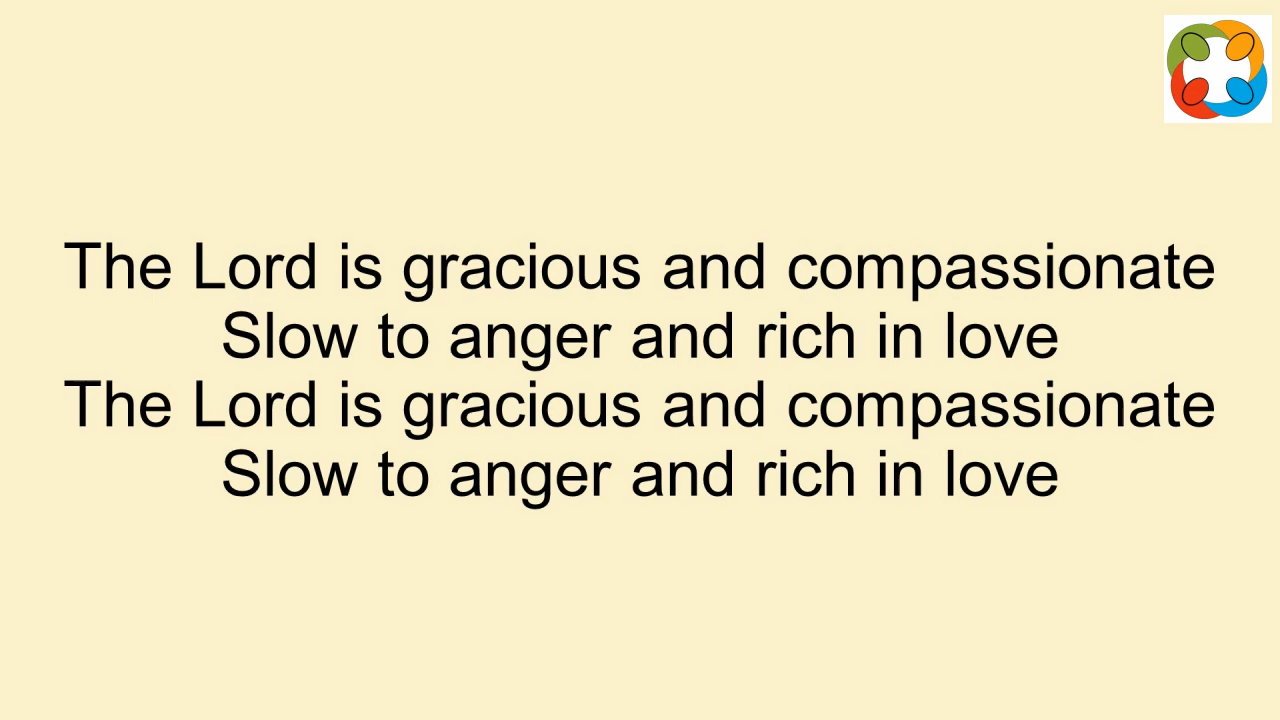 The Lord is gracious and compassionate
Slow to anger and rich in love
The Lord is gracious and compassionate
Slow to anger and rich in love